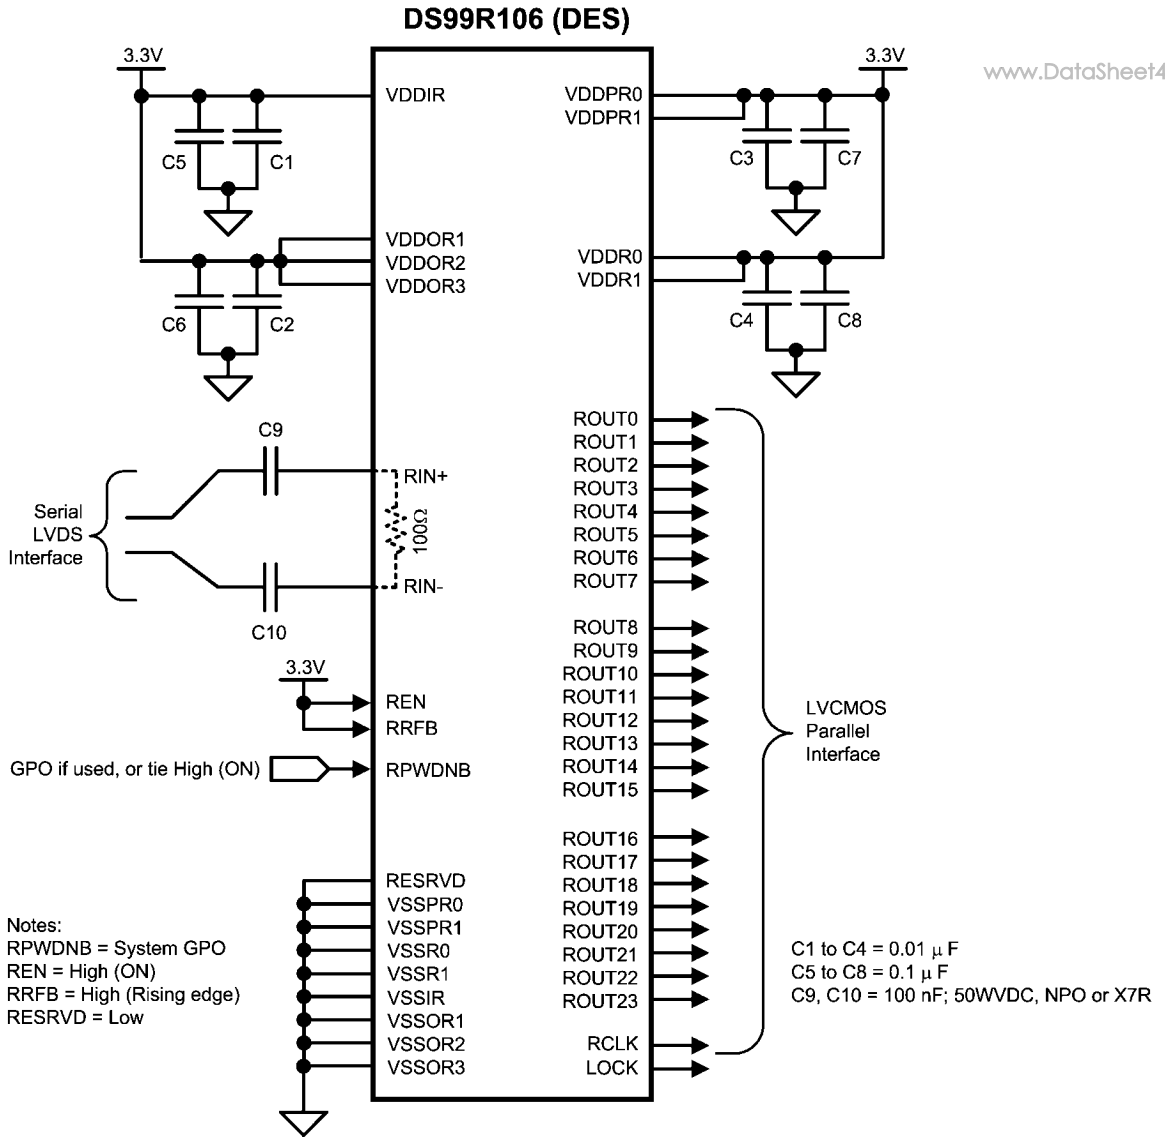 DS99R106 (DES)
www.DataSheet4
3.3V
3.3V
VDDIR
C5
C1
VDDOR1
VDDOR2
VDDOR3
C6
C2
VDDPR0
VDDPR1
C3
C7
VDDR0
VDDR1
C4
C8
C9
RIN+
100Ω
RIN-
C10
Serial
LVDS
Interface
3.3V
REN
RRFB
GPO if used, or tie High (ON)
RPWDNB
RESRVD
VSSPR0
VSSPR1
VSSR0
VSSR1
VSSIR
VSSOR1
VSSOR2
VSSOR3
Notes:
RPWDNB = System GPO
REN = High (ON)
RRFB = High (Rising edge)
RESRVD = Low
ROUT0
ROUT1
ROUT2
ROUT3
ROUT4
ROUT5
ROUT6
ROUT7
ROUT8
ROUT9
ROUT10
ROUT11
ROUT12
ROUT13
ROUT14
ROUT15
ROUT16
ROUT17
ROUT18
ROUT19
ROUT20
ROUT21
ROUT22
ROUT23
RCLK
LOCK
LVCMOS
Parallel
Interface
C1 to C4 = 0.01 μ F
C5 to C8 = 0.1 μ F
C9, C10 = 100 nF; 50WVDC, NPO or X7R